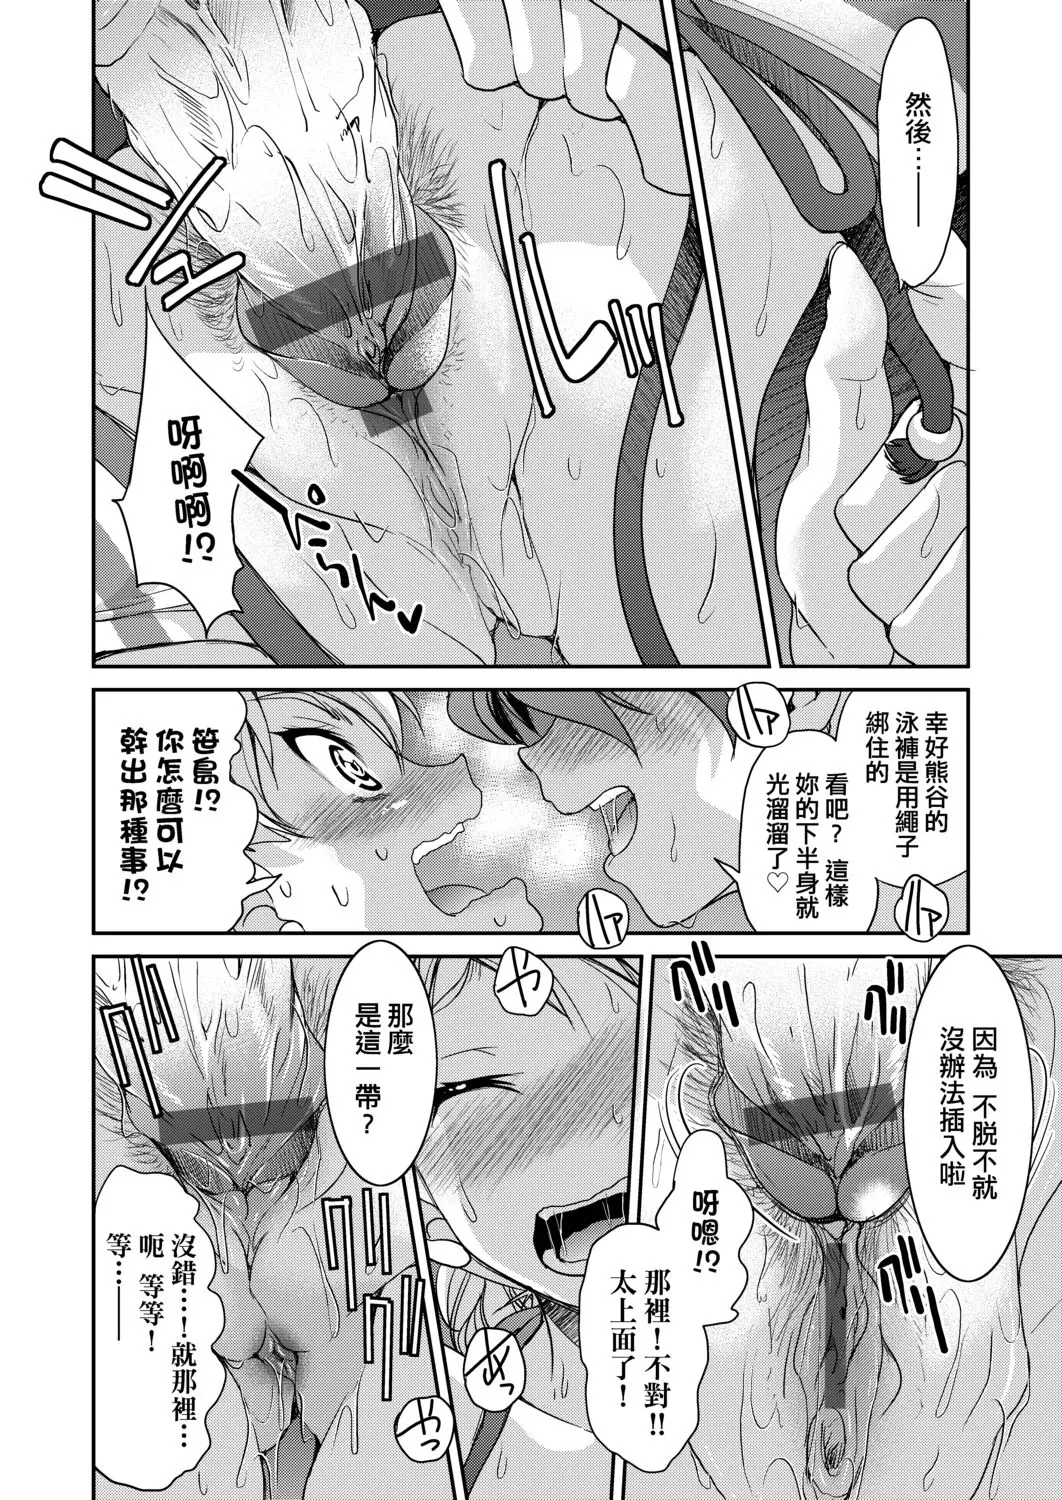 然後…——
呀啊啊!?
幸好熊谷的
泳褲是用繩子
綁住的
看吧？這樣
妳的下半身就
光溜溜了♡
笹島!?
你怎麼可以
幹出那種事!?
因為 不脫不就
沒辦法插入啦
呀嗯!?
那裡！不對!!
太上面了！
那麼
是這一帶？
沒錯…！就那裡…
呃 等等！
等…——